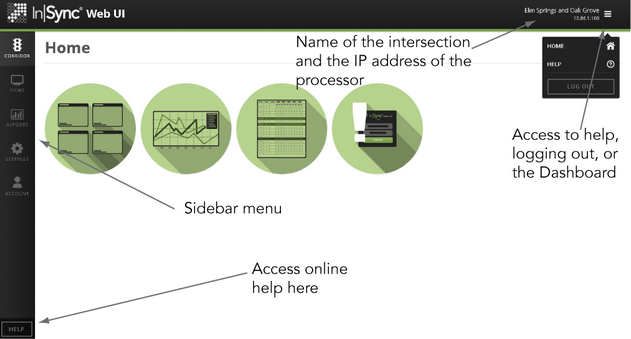 In|Sync® Web UI
Elm Springs and Oak Grove
10.86.1.160
Home
Name of the intersection
and the IP address of the
processor
HOME
HELP
LOG OUT
CORRIDOR
VIEWS
REPORTS
SETTINGS
ACCOUNT
Access to help,
logging out, or
the Dashboard
Sidebar menu
Access online
help here
HELP